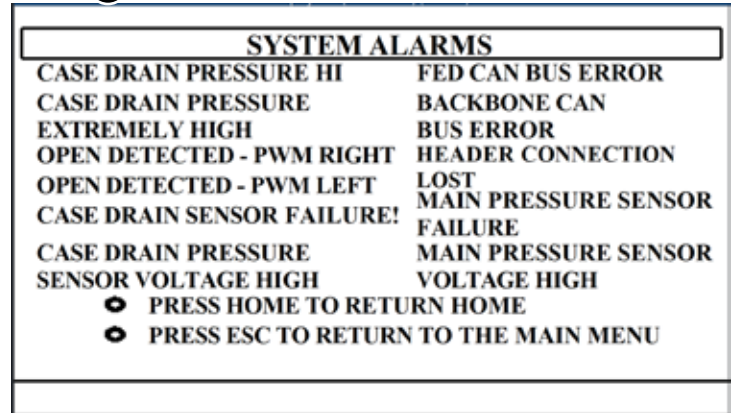 SYSTEM ALARMS
CASE DRAIN PRESSURE HI
CASE DRAIN PRESSURE
EXTREMELY HIGH
OPEN DETECTED - PWM RIGHT
OPEN DETECTED - PWM LEFT
CASE DRAIN SENSOR FAILURE!
CASE DRAIN PRESSURE
SENSOR VOLTAGE HIGH
FED CAN BUS ERROR
BACKBONE CAN
BUS ERROR
HEADER CONNECTION
LOST
MAIN PRESSURE SENSOR
FAILURE
MAIN PRESSURE SENSOR
VOLTAGE HIGH
PRESS HOME TO RETURN HOME
PRESS ESC TO RETURN TO THE MAIN MENU